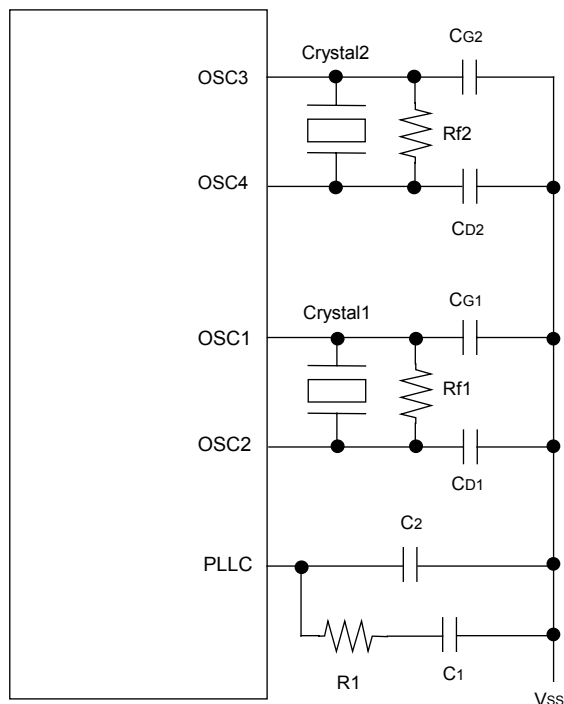 CG2
Crystal2
OSC3
Rf2
OSC4
CD2
CG1
Crystal1
OSC1
Rf1
OSC2
CD1
C2
PLLC
R1
C1
VSS